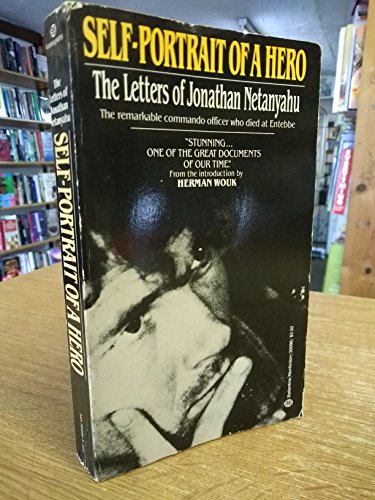 SELF-PORTRAIT OF A HERO
The Letters of Jonathan Netanyahu
The remarkable commando officer who died at Entebbe
"STUNNING...
ONE OF THE GREAT DOCUMENTS
OF OUR TIME."
From the introduction by
HERMAN WOUK
The
Letters of
Jonathan
Netanyahu
SELF-PORTRAIT OF A HERO